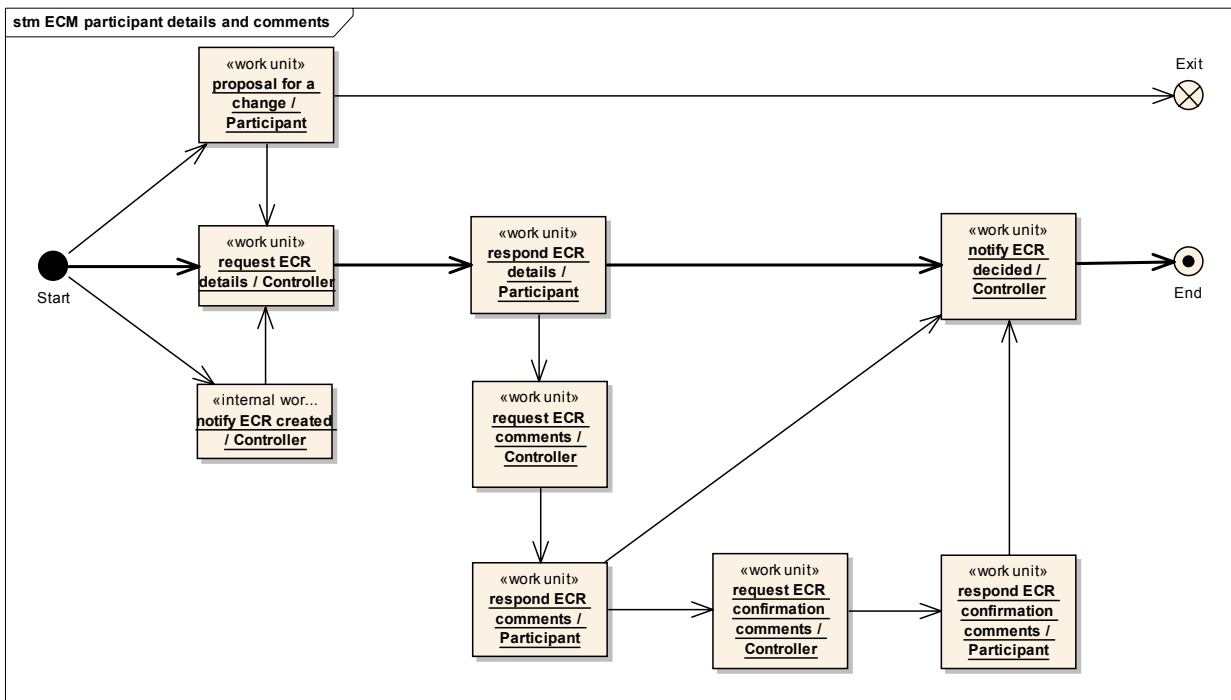 stm ECM participant details and comments
«work unit»
proposal for a
change /
Participant
Exit
«work unit»
request ECR
details / Controller
«work unit»
respond ECR
details /
Participant
«work unit»
notify ECR
decided /
Controller
Start
End
«internal wor...
notify ECR created
/ Controller
«work unit»
request ECR
comments /
Controller
«work unit»
respond ECR
comments /
Participant
«work unit»
request ECR
confirmation
comments /
Controller
«work unit»
respond ECR
confirmation
comments /
Participant